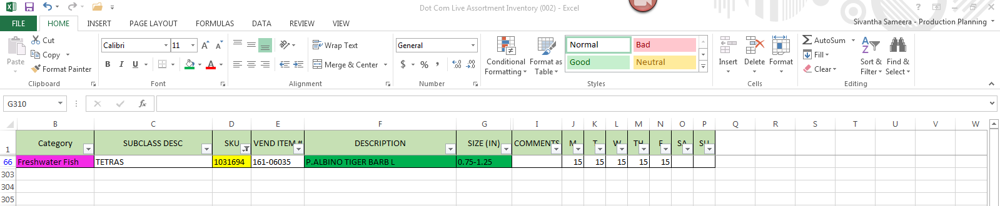 Dot Com Live Assortment Inventory (002) - Excel
FILE HOME INSERT PAGE LAYOUT FORMULAS DATA REVIEW VIEW Sivantha Sameera - Production Planning
Cut
Copy
Format Painter
Paste
Clipboard
Calibri 11
B I U
Font
Wrap Text
Merge & Center
Alignment
General
$ % ,
Number
Conditional Formatting
Format as Table
Normal Bad
Good Neutral
Styles
Insert Delete Format
Cells
AutoSum
Fill
Clear
Sort & Filter
Find & Select
Editing
G310 fx
B C D E F G I J K L M N O P Q R S T U V W
1 Category SUBCLASS DESC SKU VEND ITEM # DESCRIPTION SIZE (IN) COMMENTS M T W TH F SA SU
66 Freshwater Fish TETRAS 1031694 161-06035 P.ALBINO TIGER BARB L 0.75-1.25 15 15 15 15 15
303
304
305